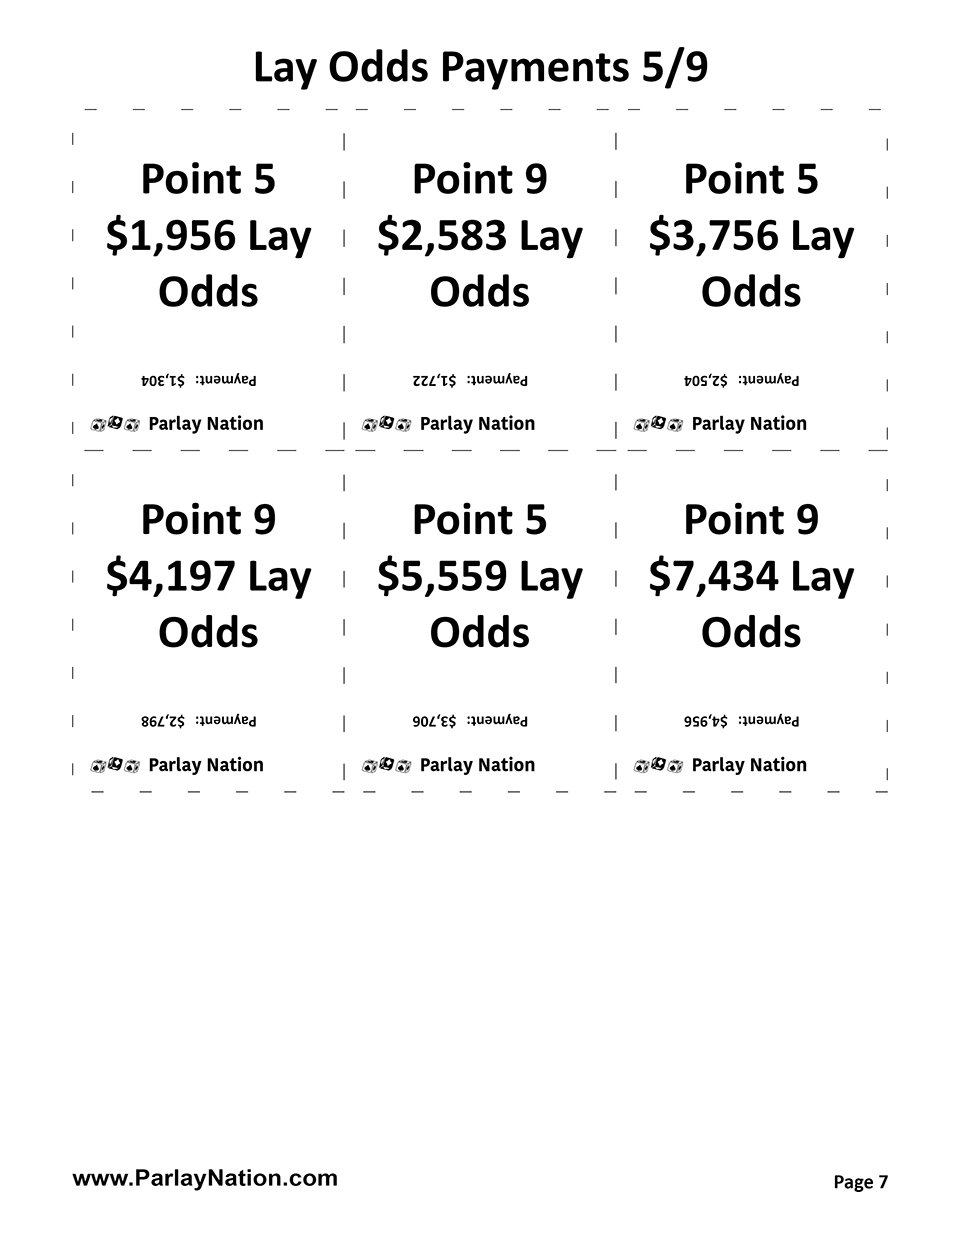 Lay Odds Payments 5/9
Point 5
$1,956 Lay
Odds
Payment: $1,304
Parlay Nation
Point 9
$2,583 Lay
Odds
Payment: $1,722
Parlay Nation
Point 5
$3,756 Lay
Odds
Payment: $2,504
Parlay Nation
Point 9
$4,197 Lay
Odds
Payment: $2,798
Parlay Nation
Point 5
$5,559 Lay
Odds
Payment: $3,706
Parlay Nation
Point 9
$7,434 Lay
Odds
Payment: $4,956
Parlay Nation
www.ParlayNation.com
Page 7